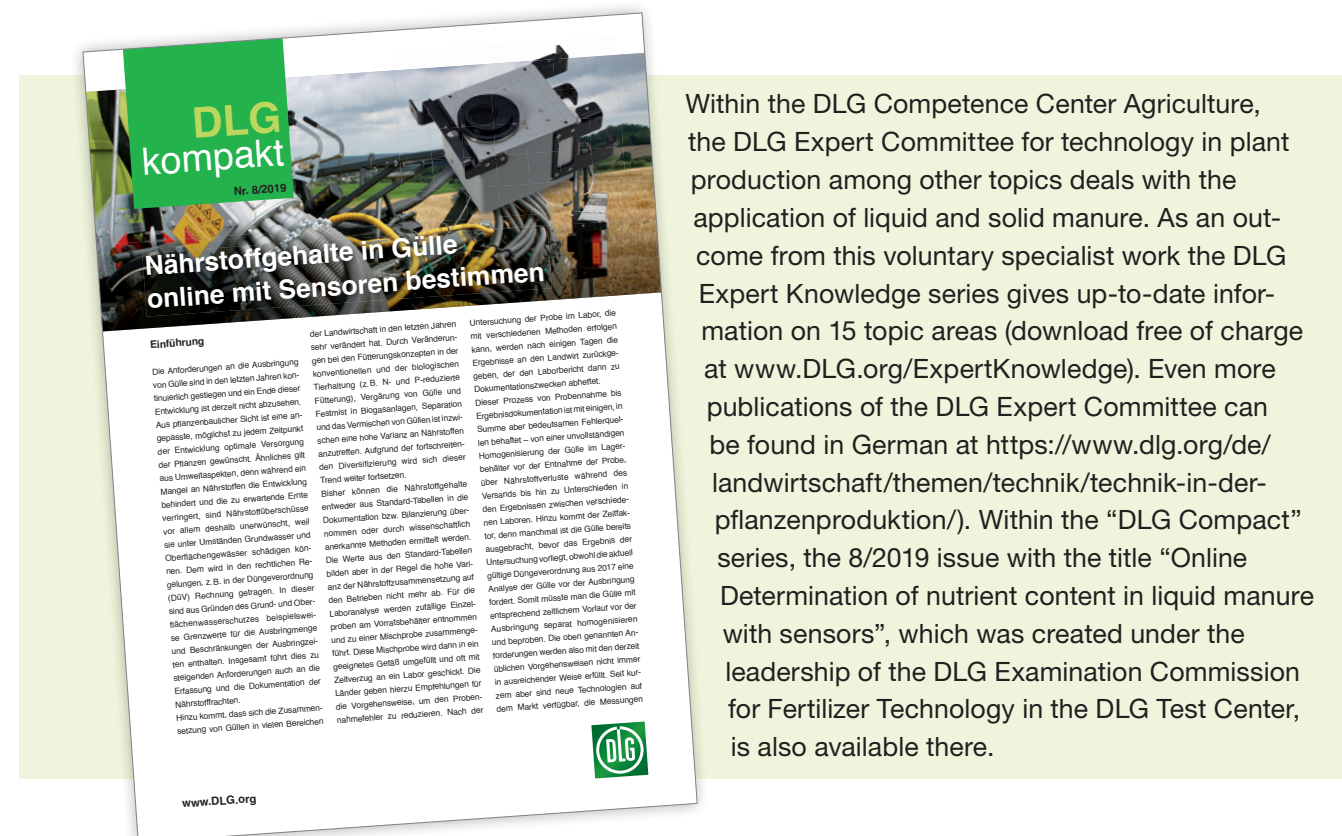 DLG
kompakt
Nr. 8/2019
Nährstoffgehalte in Gülle
online mit Sensoren bestimmen
Einführung
Die Anforderungen an die Ausbringung
von Gülle sind in den letzten Jahren kon-
tinuierlich gestiegen und ein Ende dieser
Entwicklung ist derzeit nicht abzusehen.
Aus pflanzenbaulicher Sicht ist eine an-
gepasste, möglichst zu jedem Zeitpunkt
der Entwicklung optimale Versorgung
der Pflanzen gewünscht. Ähnliches gilt
aus Umweltaspekten, denn während ein
Mangel an Nährstoffen die Entwicklung
behindert und die zu erwartende Ernte
verringert, sind Nährstoffüberschüsse
vor allem deshalb unerwünscht, weil
sie unter Umständen Grundwasser und
Oberflächengewässer schädigen kön-
nen. Dem wird in den rechtlichen Re-
gelungen, z. B. in der Düngeverordnung
(DüV) Rechnung getragen. In dieser
sind aus Gründen des Grund- und Ober-
flächenwasserschutzes beispielswei-
se Grenzwerte für die Ausbringmenge
und Beschränkungen der Ausbringzei-
ten enthalten. Insgesamt führt dies zu
steigenden Anforderungen auch an die
Erfassung und die Dokumentation der
Nährstofffrachten.
Hinzu kommt, dass sich die Zusammen-
setzung von Güllen in vielen Bereichen
der Landwirtschaft in den letzten Jahren
sehr verändert hat. Durch Veränderun-
gen bei den Fütterungskonzepten in der
konventionellen und der biologischen
Tierhaltung (z. B. N- und P-reduzierte
Fütterung), Vergärung von Gülle und
Festmist in Biogasanlagen, Separation
und das Vermischen von Güllen ist inzwi-
schen eine hohe Varianz an Nährstoffen
anzutreffen. Aufgrund der fortschreiten-
den Diversifizierung wird sich dieser
Trend weiter fortsetzen.
Bisher können die Nährstoffgehalte
entweder aus Standard-Tabellen in die
Dokumentation bzw. Bilanzierung über-
nommen oder durch wissenschaftlich
anerkannte Methoden ermittelt werden.
Die Werte aus den Standard-Tabellen
bilden aber in der Regel die hohe Vari-
anz der Nährstoffzusammensetzung auf
den Betrieben nicht mehr ab. Für die
Laboranalyse werden zufällige Einzel-
proben am Vorratsbehälter entnommen
und zu einer Mischprobe zusammenge-
führt. Diese Mischprobe wird dann in ein
geeignetes Gefäß umgefüllt und oft mit
Zeitverzug an ein Labor geschickt. Die
Länder geben hierzu Empfehlungen für
die Vorgehensweise, um den Proben-
nahmefehler zu reduzieren. Nach der
Untersuchung der Probe im Labor, die
mit verschiedenen Methoden erfolgen
kann, werden nach einigen Tagen die
Ergebnisse an den Landwirt zurückge-
geben, der den Laborbericht dann zu
Dokumentationszwecken abheftet.
Dieser Prozess von Probennahme bis
Ergebnisdokumentation ist mit einigen, in
Summe aber bedeutsamen Fehlerquel-
len behaftet – von einer unvollständigen
Homogenisierung der Gülle im Lager-
behälter vor der Entnahme der Probe,
über Nährstoffverluste während des
Versands bis hin zu Unterschieden in
den Ergebnissen zwischen verschiede-
nen Laboren. Hinzu kommt der Zeitfak-
tor, denn manchmal ist die Gülle bereits
ausgebracht, bevor das Ergebnis der
Untersuchung vorliegt, obwohl die aktuell
gültige Düngeverordnung aus 2017 eine
Analyse der Gülle vor der Ausbringung
fordert. Somit müsste man die Gülle mit
entsprechend zeitlichem Vorlauf vor der
Ausbringung separat homogenisieren
und beproben. Die oben genannten An-
forderungen werden also mit den derzeit
üblichen Vorgehensweisen nicht immer
in ausreichender Weise erfüllt. Seit kur-
zem aber sind neue Technologien auf
dem Markt verfügbar, die Messungen
DLG
www.DLG.org
Within the DLG Competence Center Agriculture,
the DLG Expert Committee for technology in plant
production among other topics deals with the
application of liquid and solid manure. As an out-
come from this voluntary specialist work the DLG
Expert Knowledge series gives up-to-date infor-
mation on 15 topic areas (download free of charge
at www.DLG.org/ExpertKnowledge). Even more
publications of the DLG Expert Committee can
be found in German at https://www.dlg.org/de/
landwirtschaft/themen/technik/technik-in-der-
pflanzenproduktion/). Within the “DLG Compact”
series, the 8/2019 issue with the title “Online
Determination of nutrient content in liquid manure
with sensors”, which was created under the
leadership of the DLG Examination Commission
for Fertilizer Technology in the DLG Test Center,
is also available there.